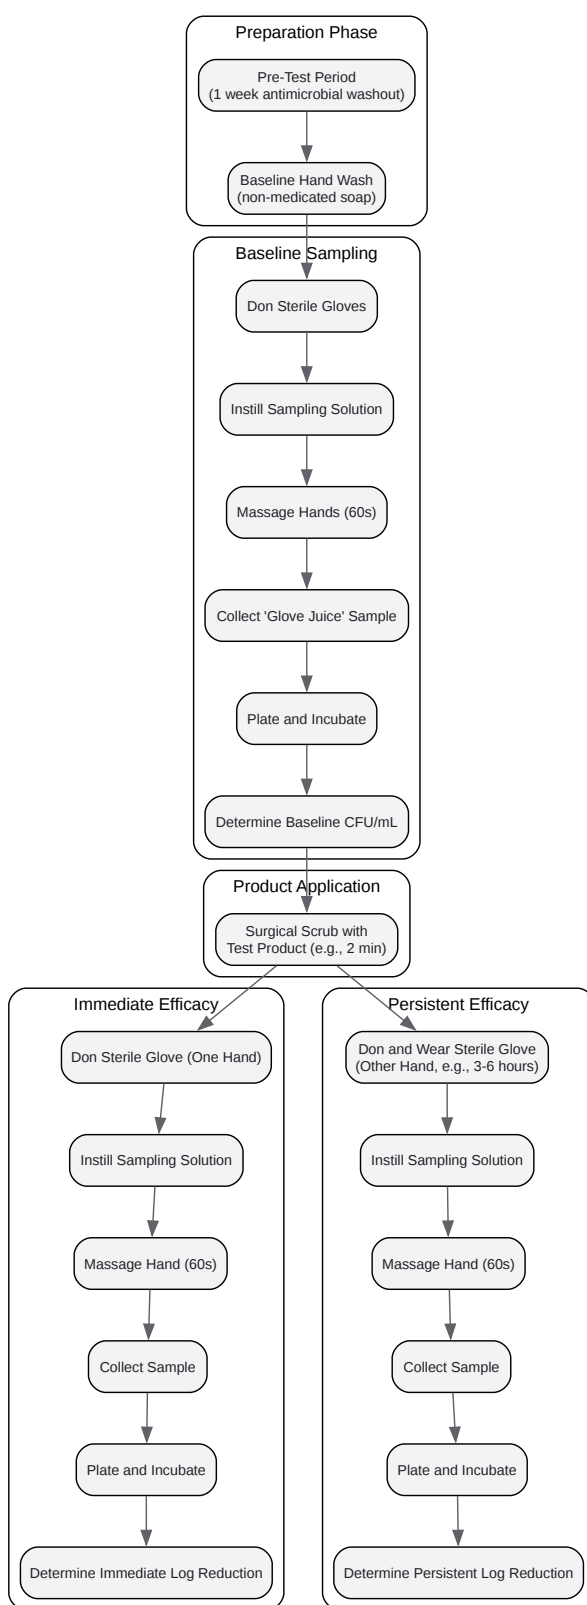 Preparation Phase
Pre-Test Period
(1 week antimicrobial washout)
Baseline Hand Wash
(non-medicated soap)
Baseline Sampling
Don Sterile Gloves
Instill Sampling Solution
Massage Hands (60s)
Collect 'Glove Juice' Sample
Plate and Incubate
Determine Baseline CFU/mL
Product Application
Surgical Scrub with
Test Product (e.g., 2 min)
Immediate Efficacy
Don Sterile Glove (One Hand)
Instill Sampling Solution
Massage Hand (60s)
Collect Sample
Plate and Incubate
Determine Immediate Log Reduction
Persistent Efficacy
Don and Wear Sterile Glove
(Other Hand, e.g., 3-6 hours)
Instill Sampling Solution
Massage Hand (60s)
Collect Sample
Plate and Incubate
Determine Persistent Log Reduction